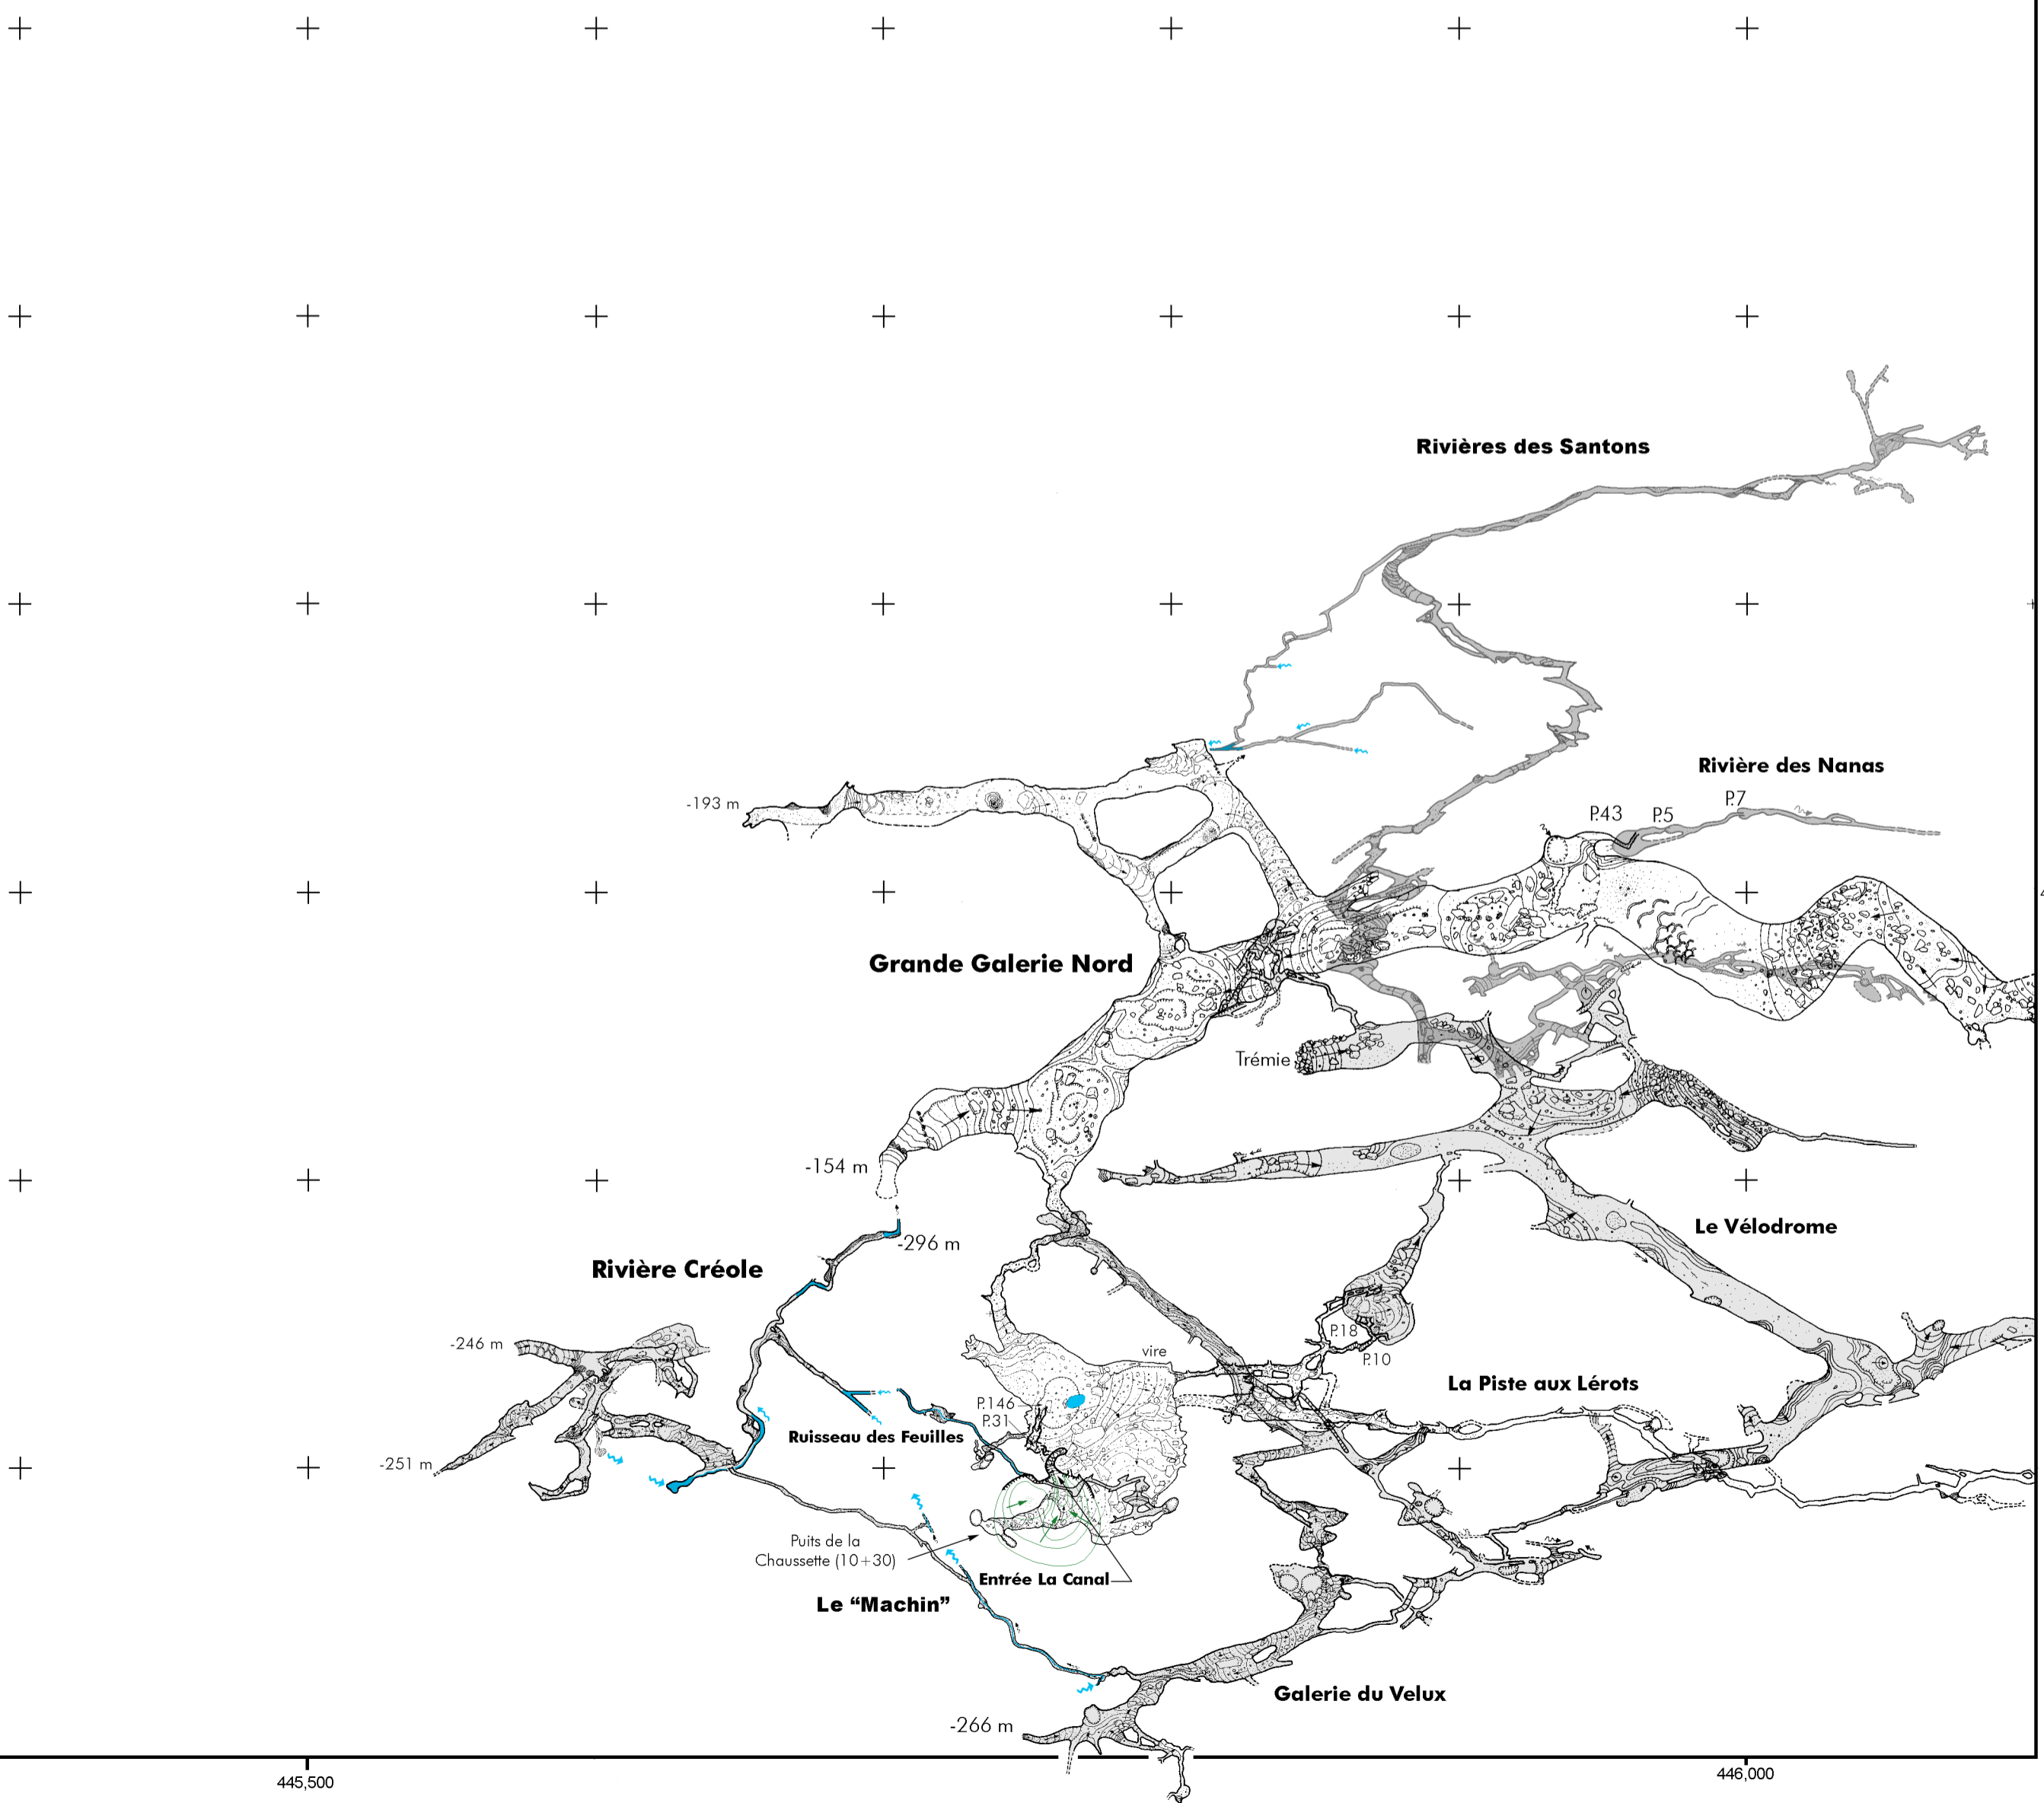 Rivières des Santons
Rivière des Nanas
P.7
P.43
P.5
-193 m
Grande Galerie Nord
Trémie
-154 m
Le Vélodrome
-296 m
Rivière Créole
-246 m
P.18
vire
P.10
La Piste aux Lérots
P.146
P.31
Ruisseau des Feuilles
-251 m
Puits de la
Chaussette (10+30)
Entrée La Canal
Le “Machin”
Galerie du Velux
-266 m
445,500
446,000